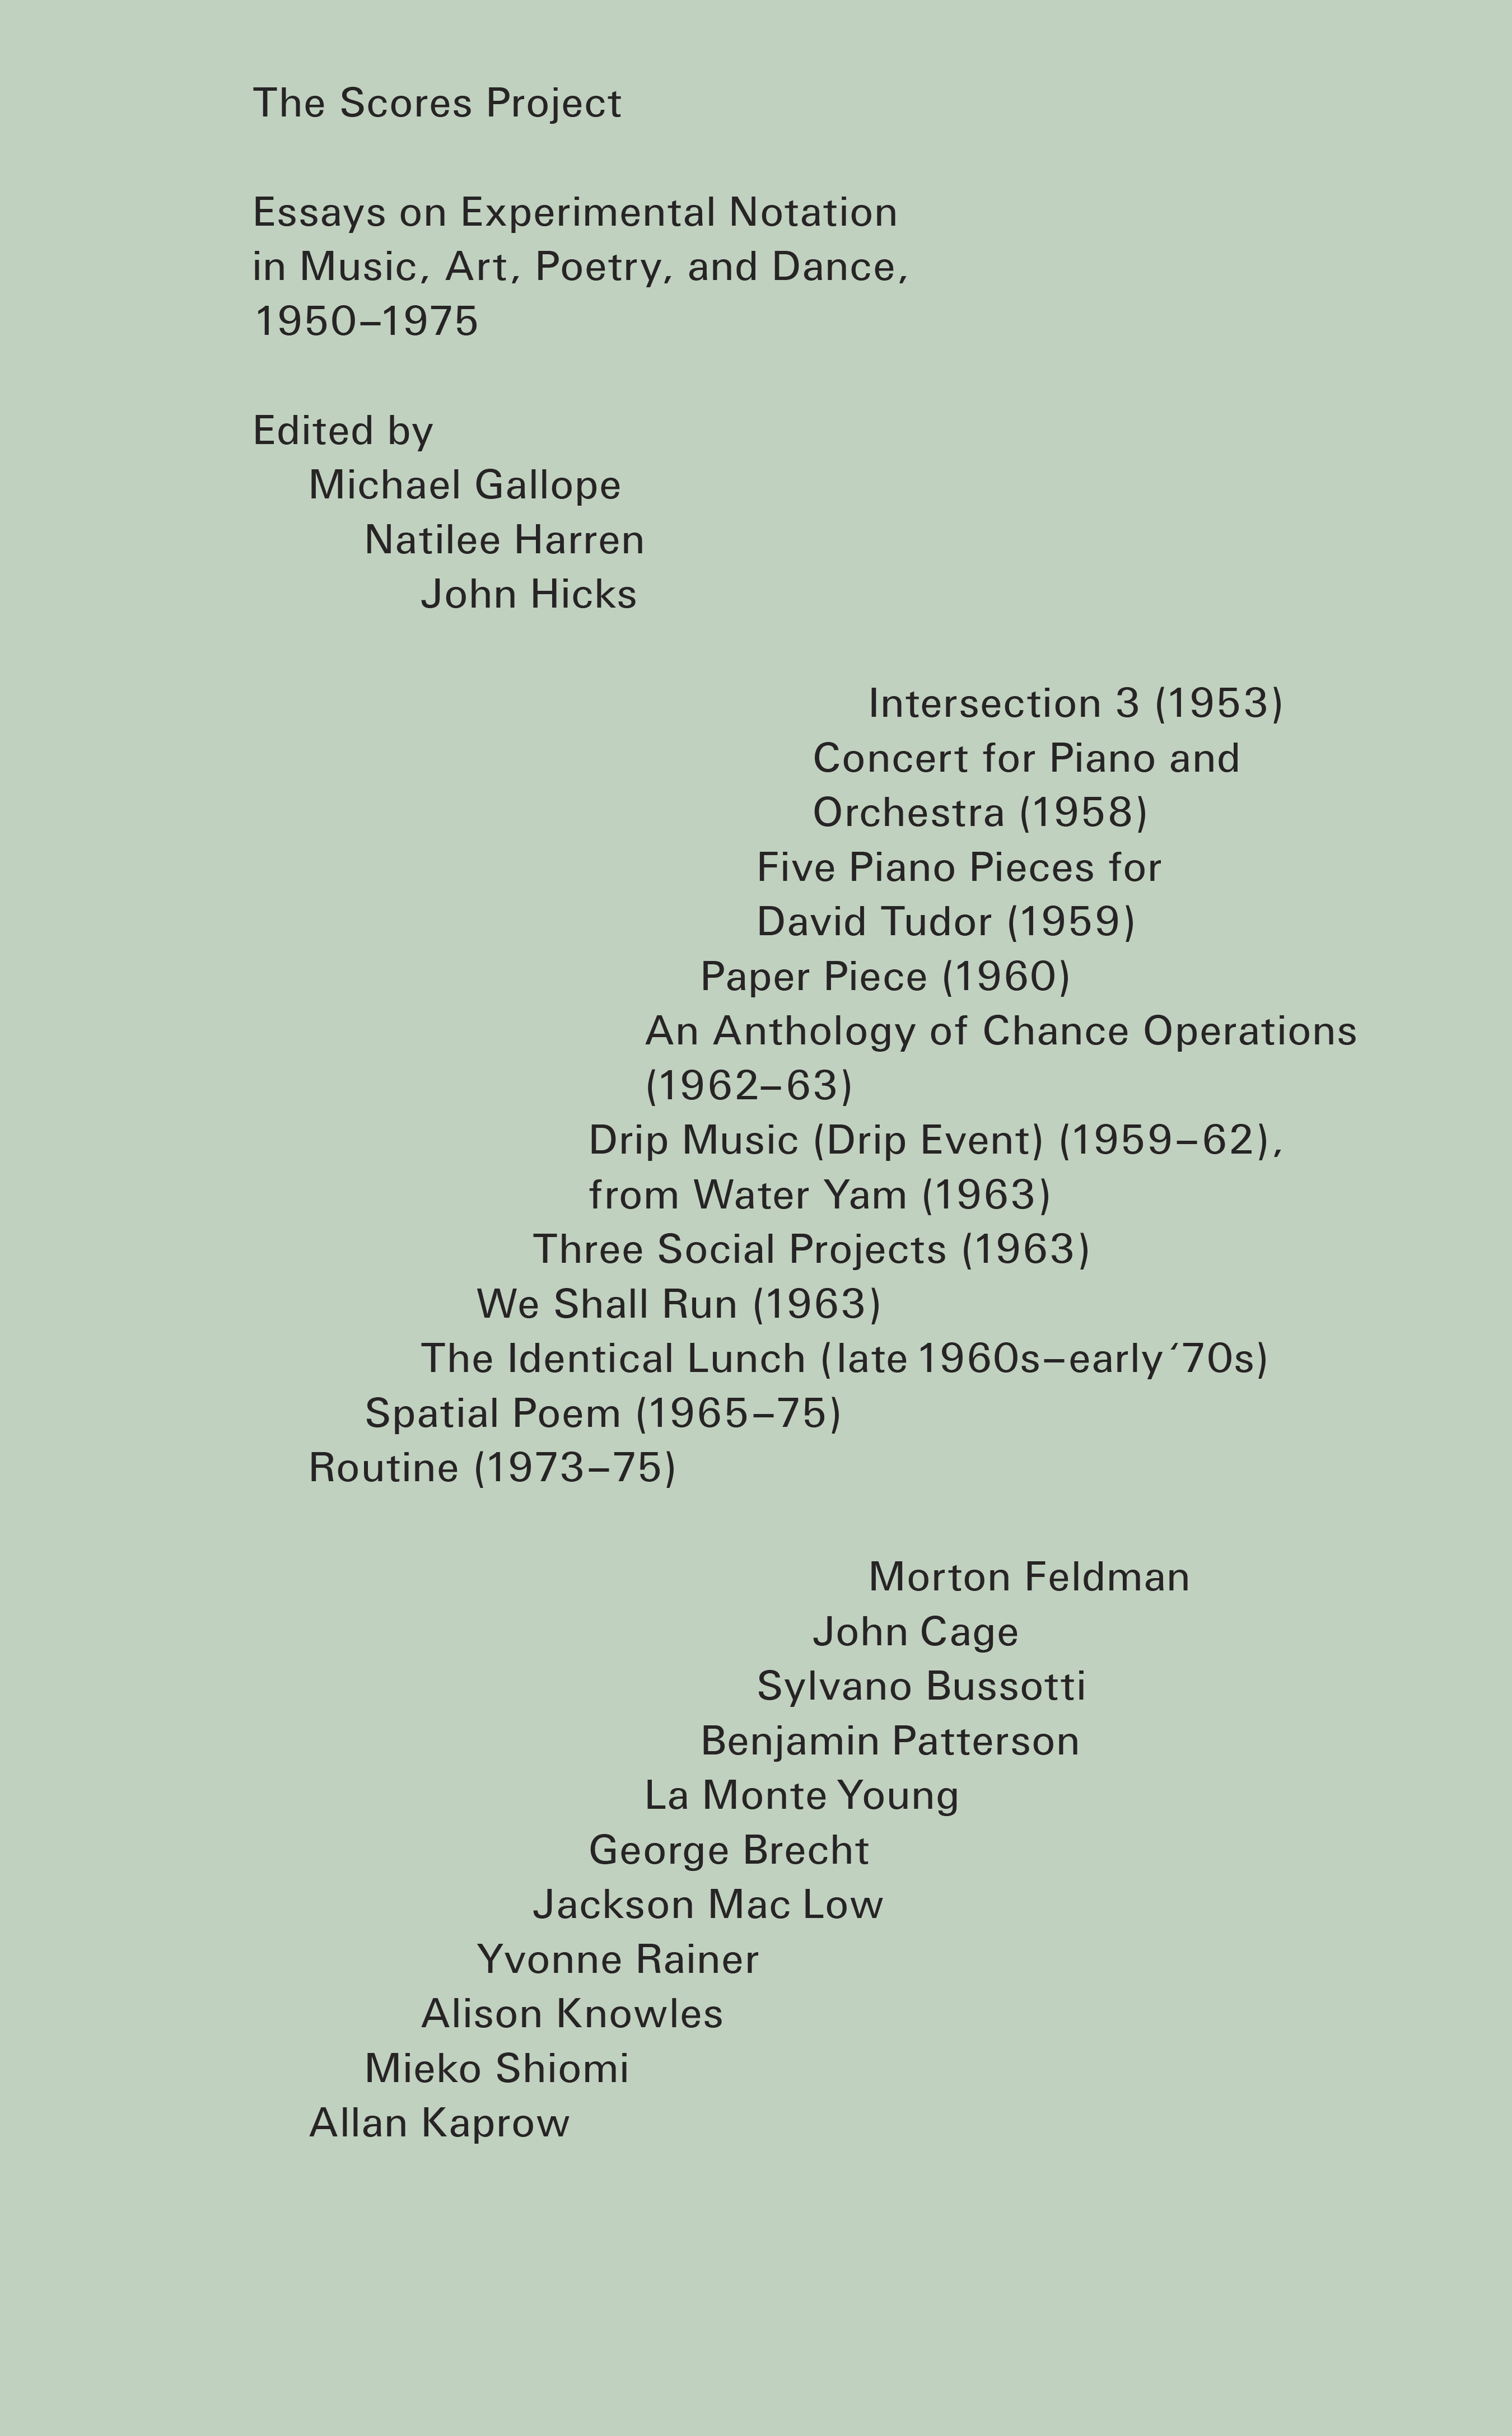 The Scores Project
Essays on Experimental Notation
in Music, Art, Poetry, and Dance,
1950–1975
Edited by
Michael Gallope
Natilee Harren
John Hicks
Intersection 3 (1953)
Concert for Piano and
Orchestra (1958)
Five Piano Pieces for
David Tudor (1959)
Paper Piece (1960)
An Anthology of Chance Operations
(1962–63)
Drip Music (Drip Event) (1959–62),
from Water Yam (1963)
Three Social Projects (1963)
We Shall Run (1963)
The Identical Lunch (late 1960s–early ‘70s)
Spatial Poem (1965–75)
Routine (1973–75)
Morton Feldman
John Cage
Sylvano Bussotti
Benjamin Patterson
La Monte Young
George Brecht
Jackson Mac Low
Yvonne Rainer
Alison Knowles
Mieko Shiomi
Allan Kaprow